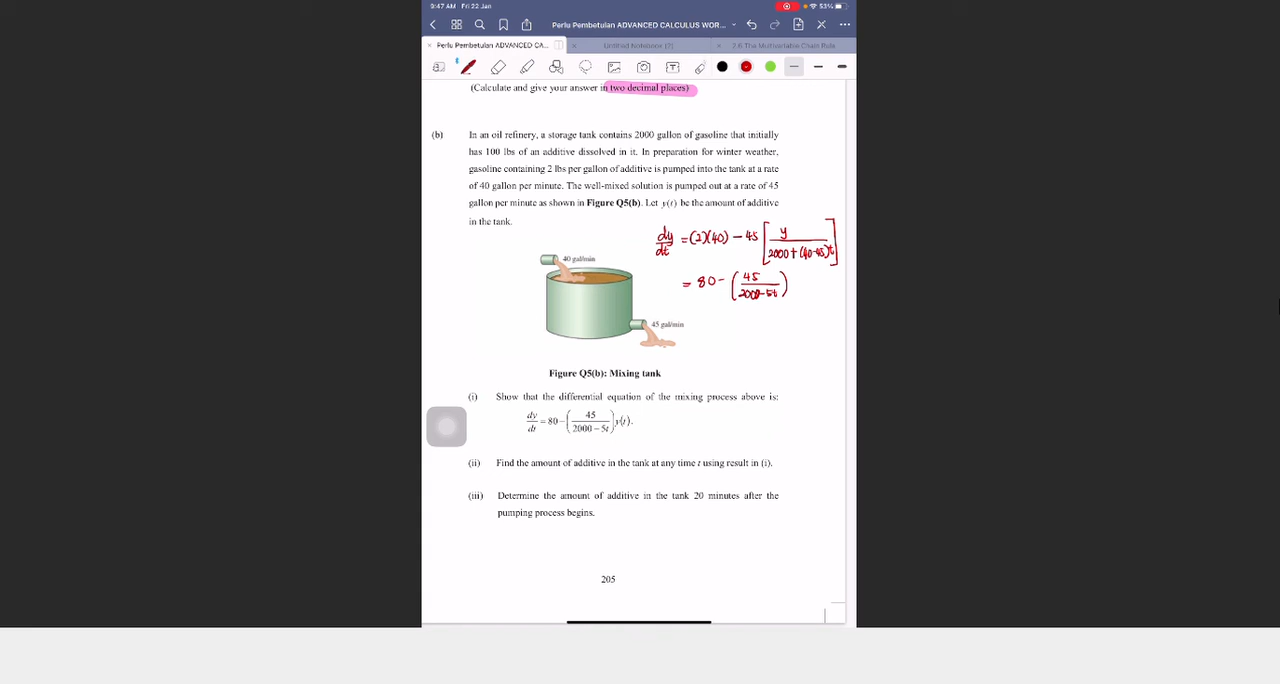 9:47 AM Fri 22 Jan
53%
Perlu Pembetulan ADVANCED CALCULUS WOR...
Perlu Pembetulan ADVANCED CA...
Untitled Notebook (2)
2.6 The Multivariable Chain Rule
(Calculate and give your answer in two decimal places)
(b) In an oil refinery, a storage tank contains 2000 gallon of gasoline that initially
has 100 lbs of an additive dissolved in it. In preparation for winter weather,
gasoline containing 2 lbs per gallon of additive is pumped into the tank at a rate
of 40 gallon per minute. The well-mixed solution is pumped out at a rate of 45
gallon per minute as shown in Figure Q5(b). Let y(t) be the amount of additive
in the tank.
dy/dt = (2)(40) - 45 [y / 2000 + (40-45)t]
= 80 - (45 / 2000-5t)
40 gal/min
45 gal/min
Figure Q5(b): Mixing tank
(i) Show that the differential equation of the mixing process above is:
dy/dt = 80 - (45 / 2000 - 5t) y(t).
(ii) Find the amount of additive in the tank at any time t using result in (i).
(iii) Determine the amount of additive in the tank 20 minutes after the
pumping process begins.
205